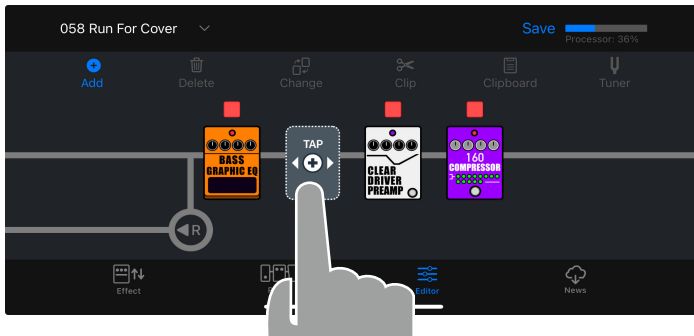 058 Run For Cover
Save
Processor: 36%
Add
Delete
Change
Clip
Clipboard
Tuner
TAP
BASS
GRAPHIC EQ
CLEAR
DRIVER
PREAMP
160
COMPRESSOR
R
Effect
Editor
News